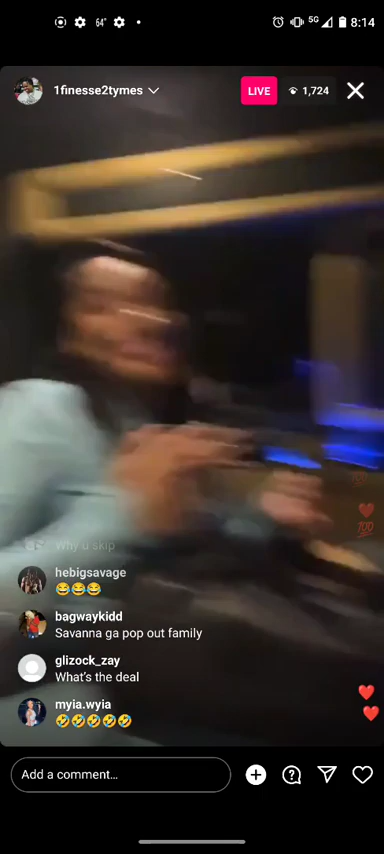 64° 5G 8:14
1finesse2tymes LIVE 1,724
Why u skip
hebigsavage
😂😂😂
bagwaykidd
Savanna ga pop out family
glizock_zay
What's the deal
myia.wyia
🤣🤣🤣🤣🤣
Add a comment...